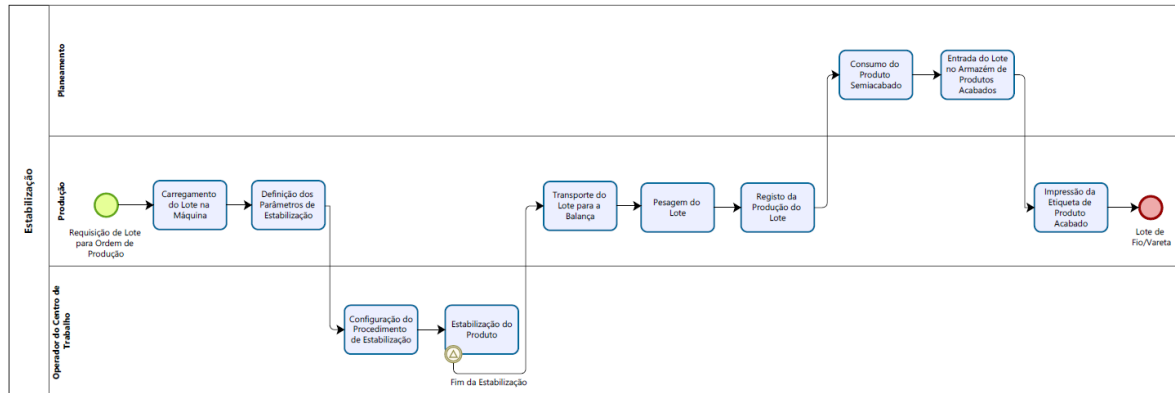 Estabilização
Planeamento
Consumo do
Produto
Semiacabado
Entrada do Lote
no Armazém de
Produtos
Acabados
Produção
Requisição de Lote
para Ordem de
Produção
Carregamento
do Lote na
Máquina
Definição dos
Parâmetros de
Estabilização
Transporte do
Lote para a
Balança
Pesagem do
Lote
Registo da
Produção do
Lote
Impressão da
Etiqueta de
Produto
Acabado
Lote de
Fio/Vareta
Operador do Centro de
Trabalho
Configuração do
Procedimento
de Estabilização
Estabilização do
Produto
Fim da Estabilização